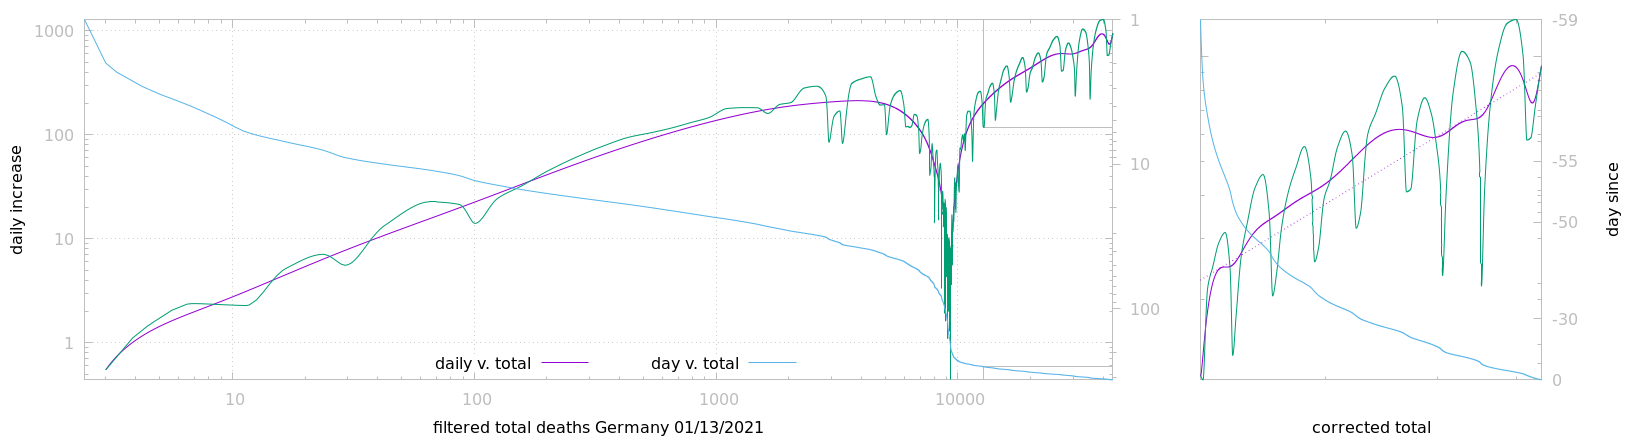 1000
100
10
1
daily increase
daily v. total
day v. total
10
100
1000
10000
filtered total deaths Germany 01/13/2021
1
10
100
-59
-55
-50
-30
0
day since
corrected total